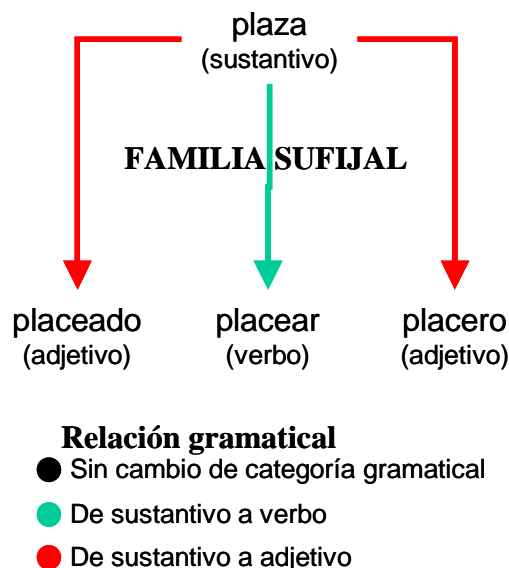 plaza
(sustantivo)
FAMILIA SUFIJAL
placeado placear placero
(adjetivo) (verbo) (adjetivo)
Relación gramatical
Sin cambio de categoría gramatical
De sustantivo a verbo
De sustantivo a adjetivo